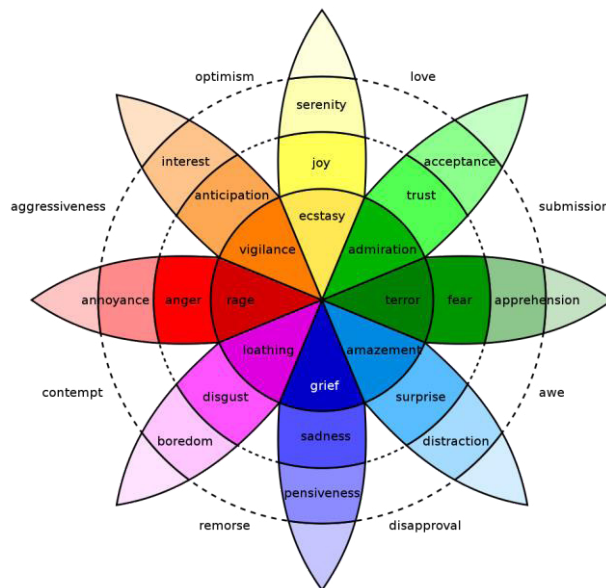 optimism
love
serenity
interest
acceptance
joy
anticipation
trust
aggressiveness
submission
ecstasy
vigilance
admiration
annoyance
anger
rage
terror
fear
apprehension
loathing
amazement
grief
contempt
awe
disgust
surprise
boredom
sadness
distraction
pensiveness
remorse
disapproval